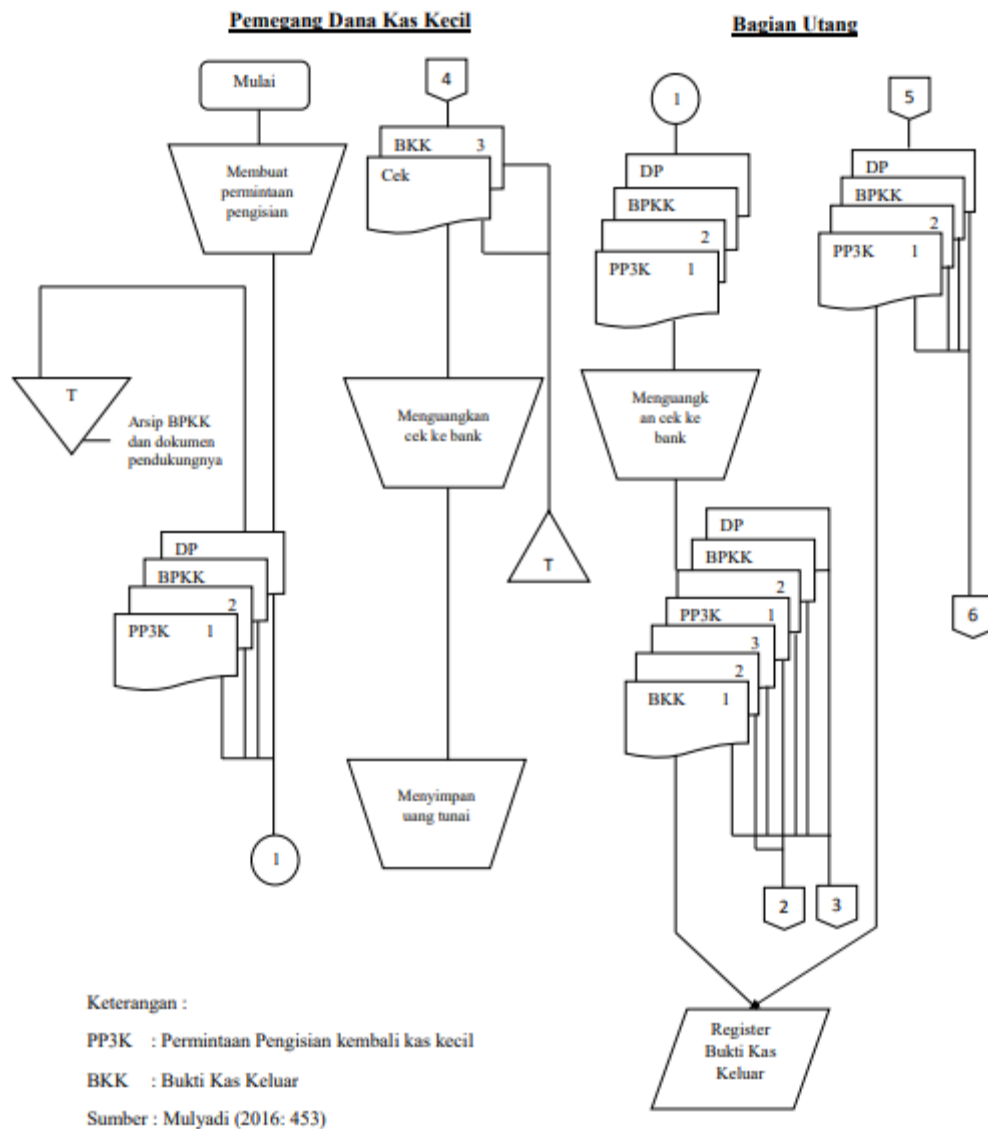 Pemegang Dana Kas Kecil
Mulai
Membuat
permintaan
pengisian
T
Arsip BPKK
dan dokumen
pendukungnya
DP
BPKK
2
PP3K 1
1
4
BKK 3
Cek
Menguangkan
cek ke bank
T
Menyimpan
uang tunai
Bagian Utang
1
DP
BPKK
2
PP3K 1
Menguangk
an cek ke
bank
DP
BPKK
2
PP3K 1
3
2
BKK 1
2
3
5
DP
BPKK
2
PP3K 1
6
Register
Bukti Kas
Keluar
Keterangan :
PP3K : Permintaan Pengisian kembali kas kecil
BKK : Bukti Kas Keluar
Sumber : Mulyadi (2016: 453)